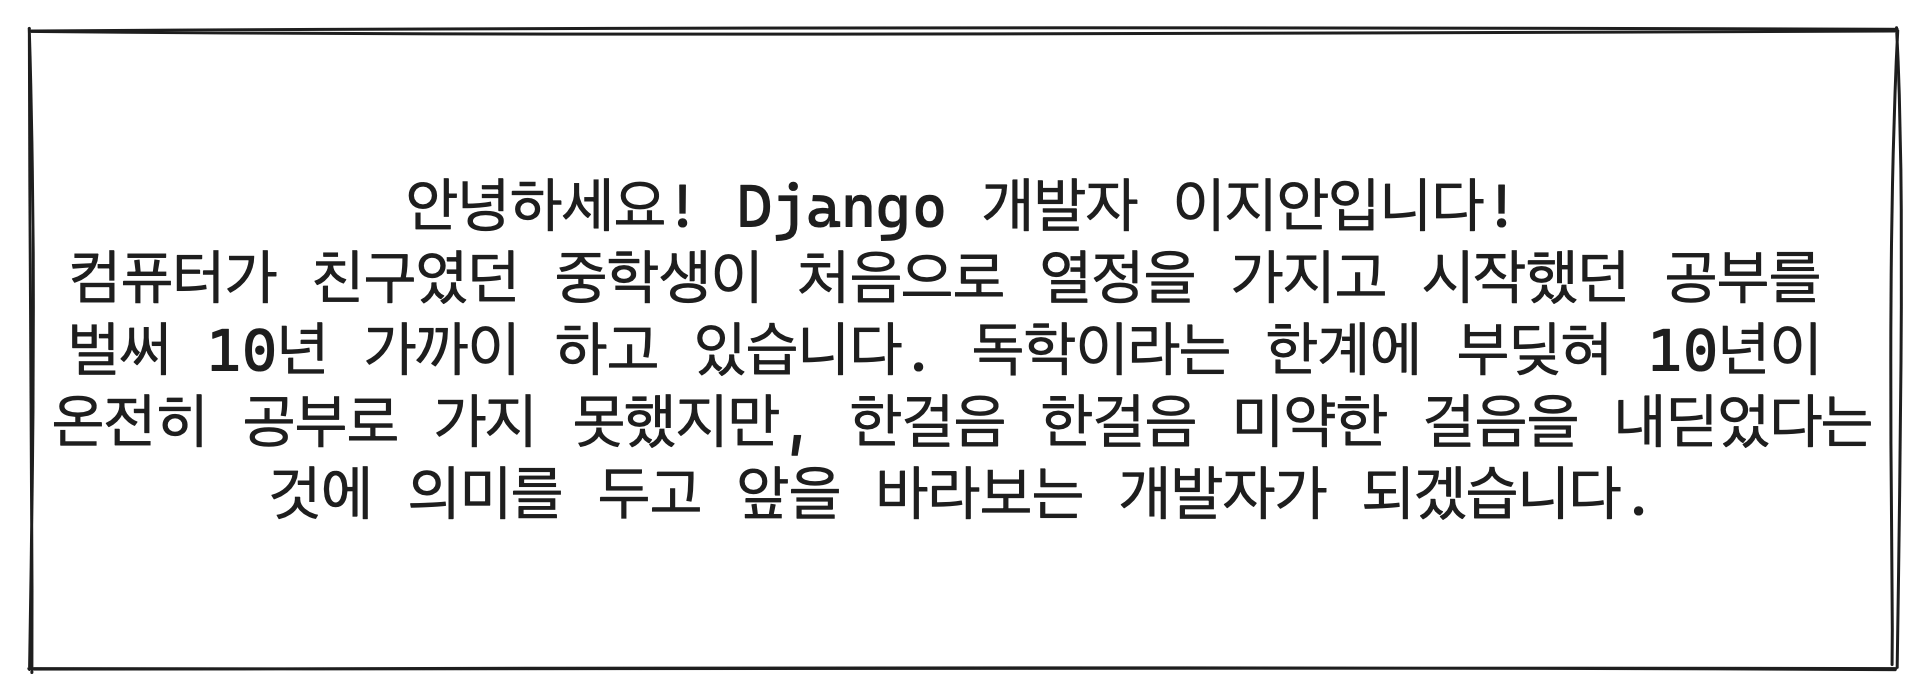 안녕하세요! Django 개발자 이지안입니다!
컴퓨터가 친구였던 중학생이 처음으로 열정을 가지고 시작했던 공부를
벌써 10년 가까이 하고 있습니다. 독학이라는 한계에 부딪혀 10년이
온전히 공부로 가지 못했지만, 한걸음 한걸음 미약한 걸음을 내딛었다는
것에 의미를 두고 앞을 바라보는 개발자가 되겠습니다.